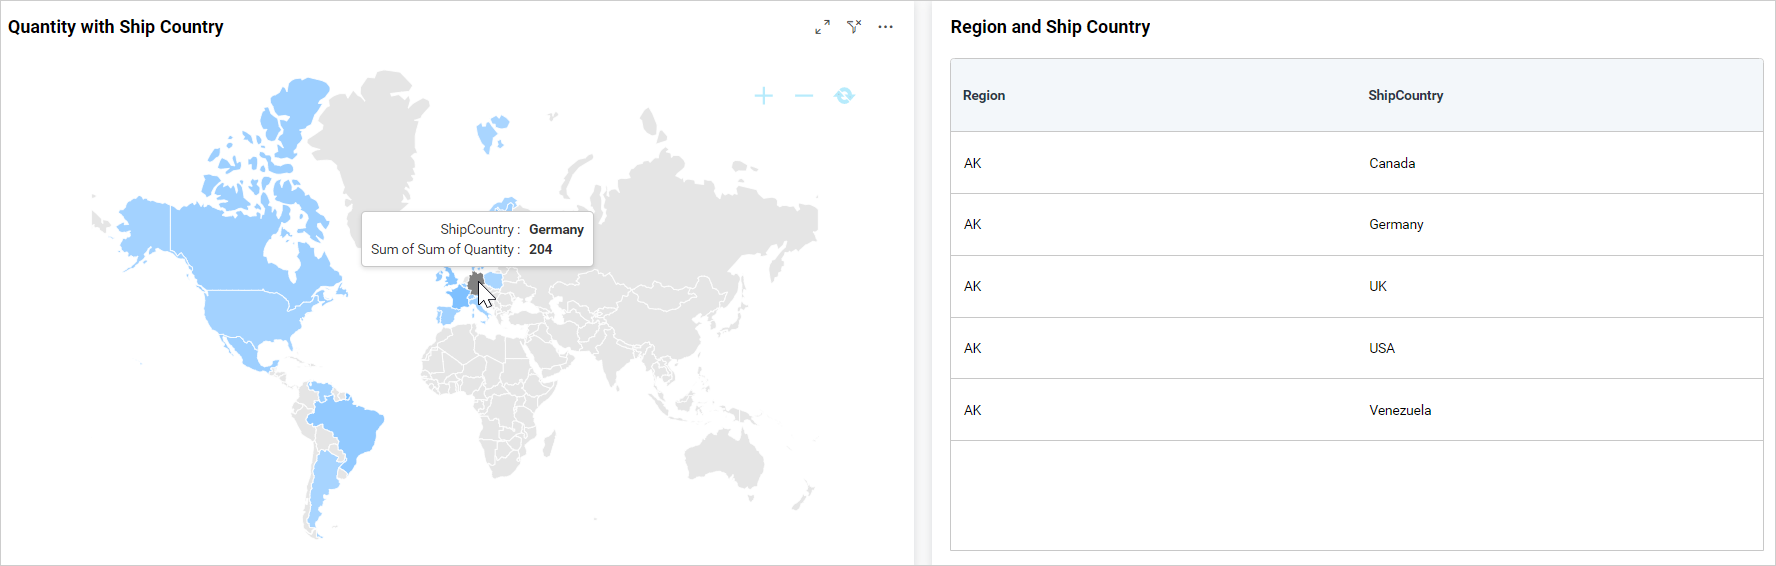 Quantity with Ship Country
ShipCountry : Germany
Sum of Sum of Quantity : 204
Region and Ship Country
Region ShipCountry
AK Canada
AK Germany
AK UK
AK USA
AK Venezuela